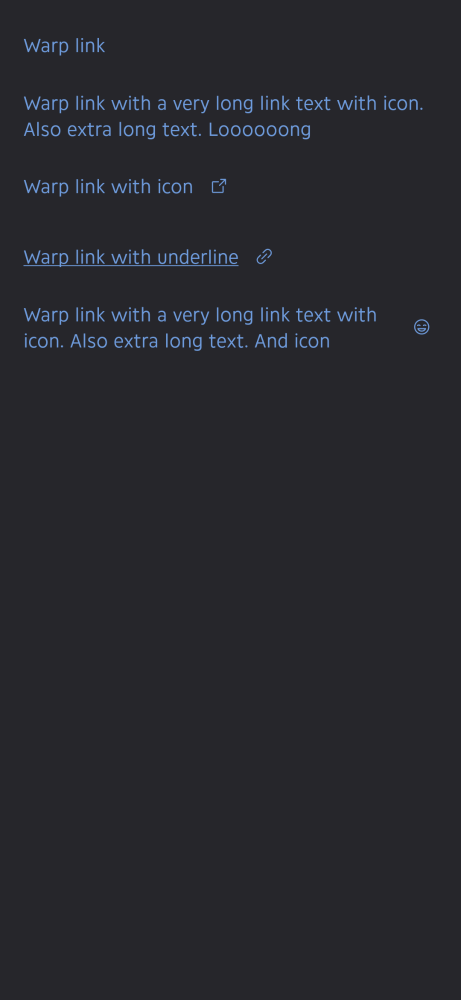 Warp link
Warp link with a very long link text with icon.
Also extra long text. Loooooong
Warp link with icon
Warp link with underline
Warp link with a very long link text with
icon. Also extra long text. And icon